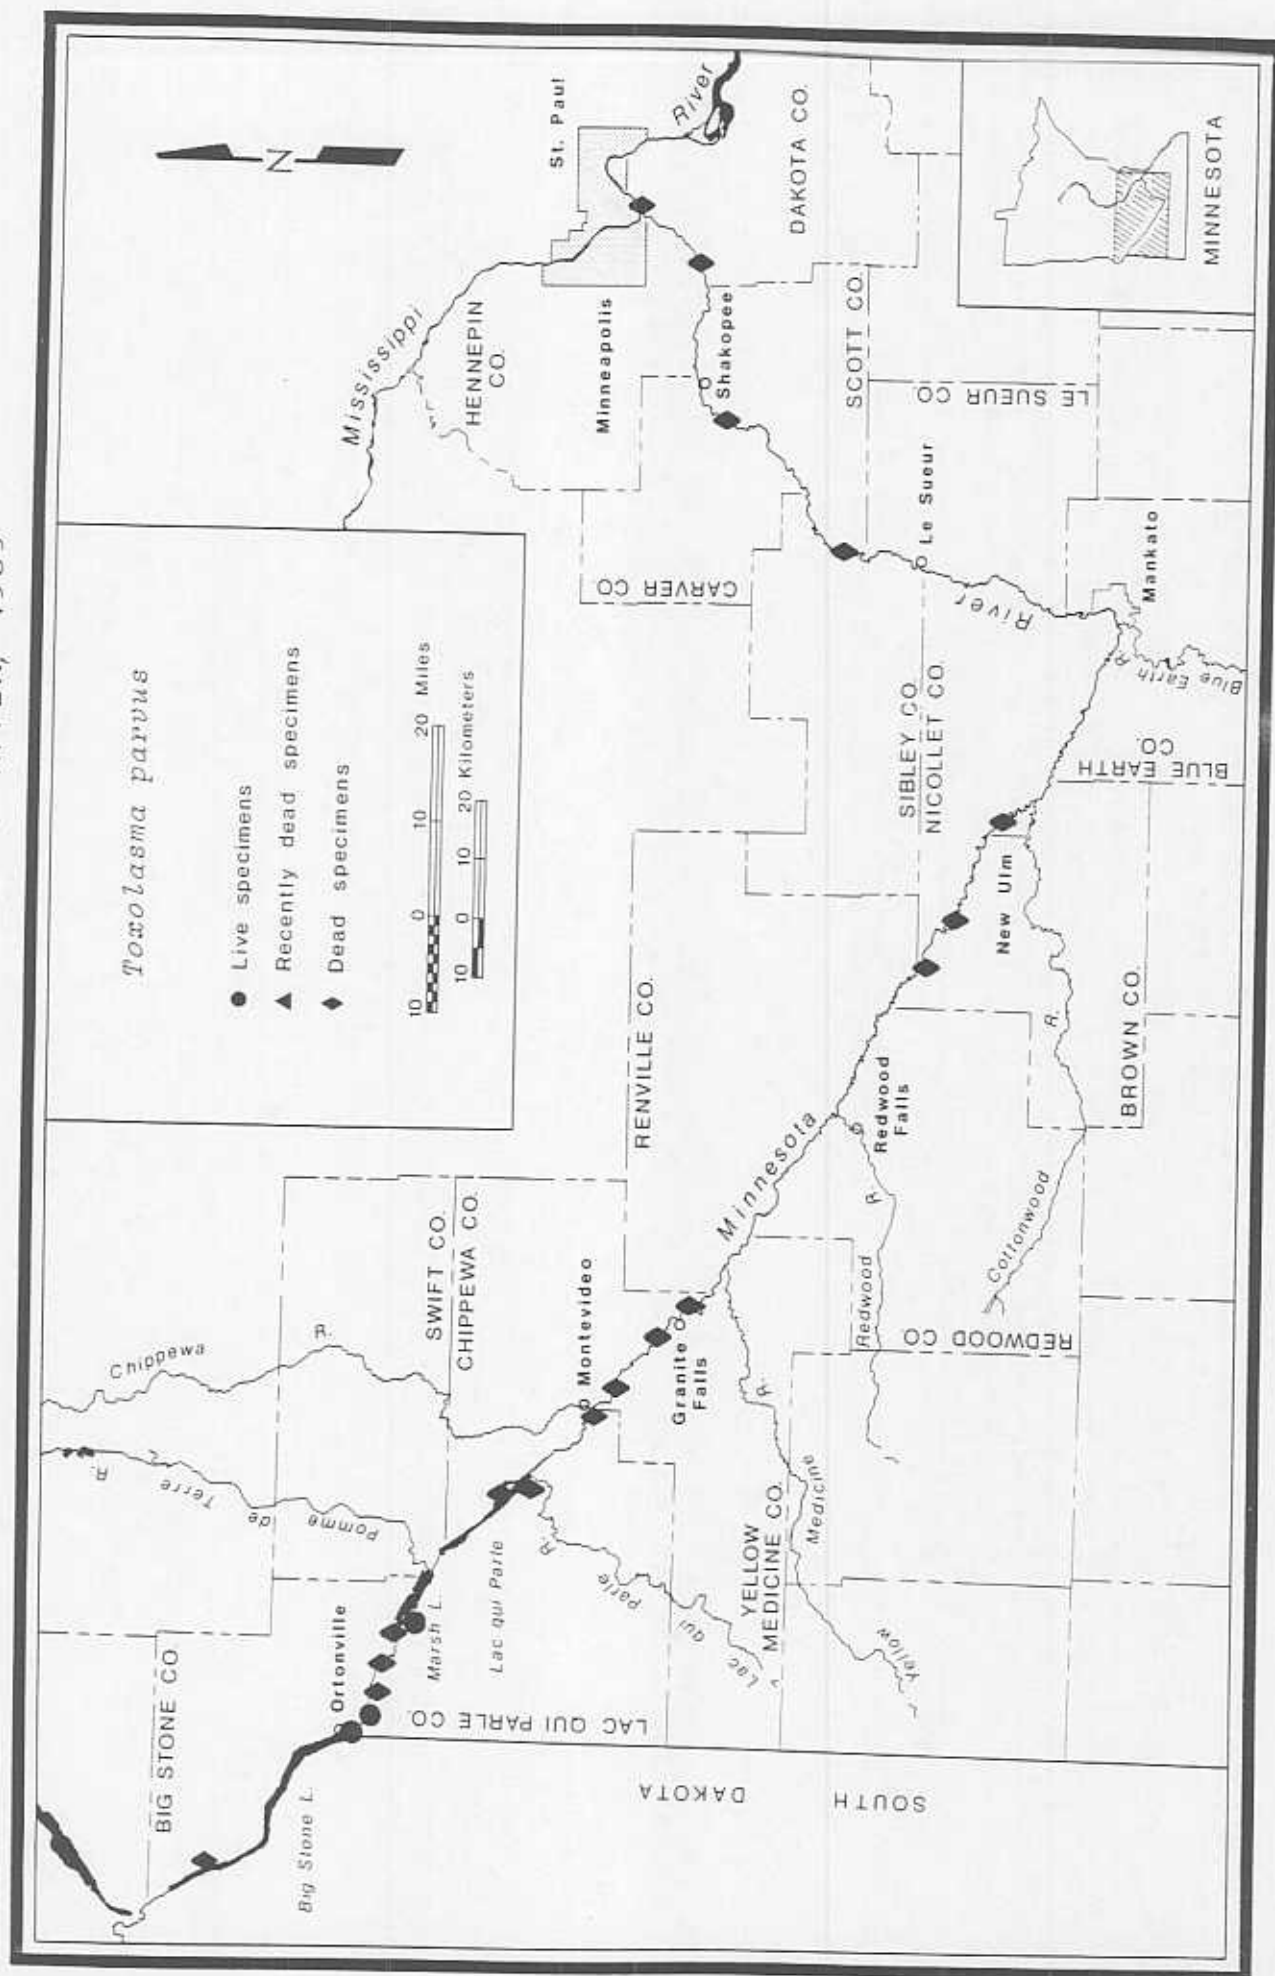 Toxolasma parvus
Live specimens
Recently dead specimens
Dead specimens
10 0 10 20 Miles
10 0 10 20 Kilometers
N
St. Paul
River
Mississippi
HENNEPIN
CO.
Minneapolis
DAKOTA CO.
Shakopee
SCOTT CO.
LE SUEUR CO.
Le Sueur
CARVER CO
River
Mankato
Blue Earth R.
BLUE EARTH
CO.
SIBLEY CO
NICOLLET CO.
New Ulm
BROWN CO.
RENVILLE CO.
Minnesota
Redwood
Falls
Redwood R.
Cottonwood R.
REDWOOD CO
SWIFT CO.
CHIPPEWA CO.
Chippewa R.
Pomme de Terre R.
Montevideo
Granite
Falls
YELLOW
MEDICINE CO.
Yellow Medicine R.
Lac qui Parle
Lac qui Parle R.
Marsh L.
Ortonville
LAC QUI PARLE CO.
BIG STONE CO
Big Stone L.
SOUTH
DAKOTA
MINNESOTA